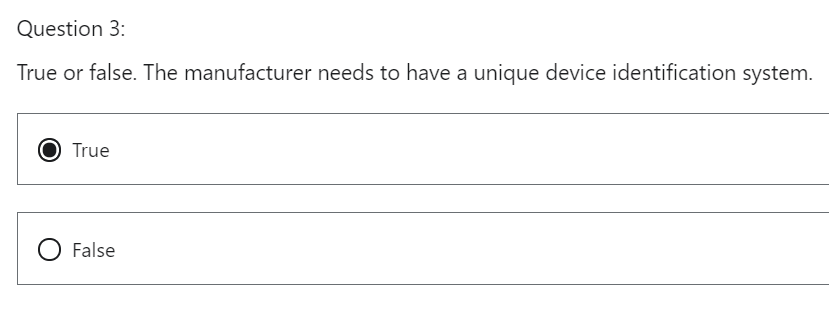 Question 3:
True or false. The manufacturer needs to have a unique device identification system.
True
False